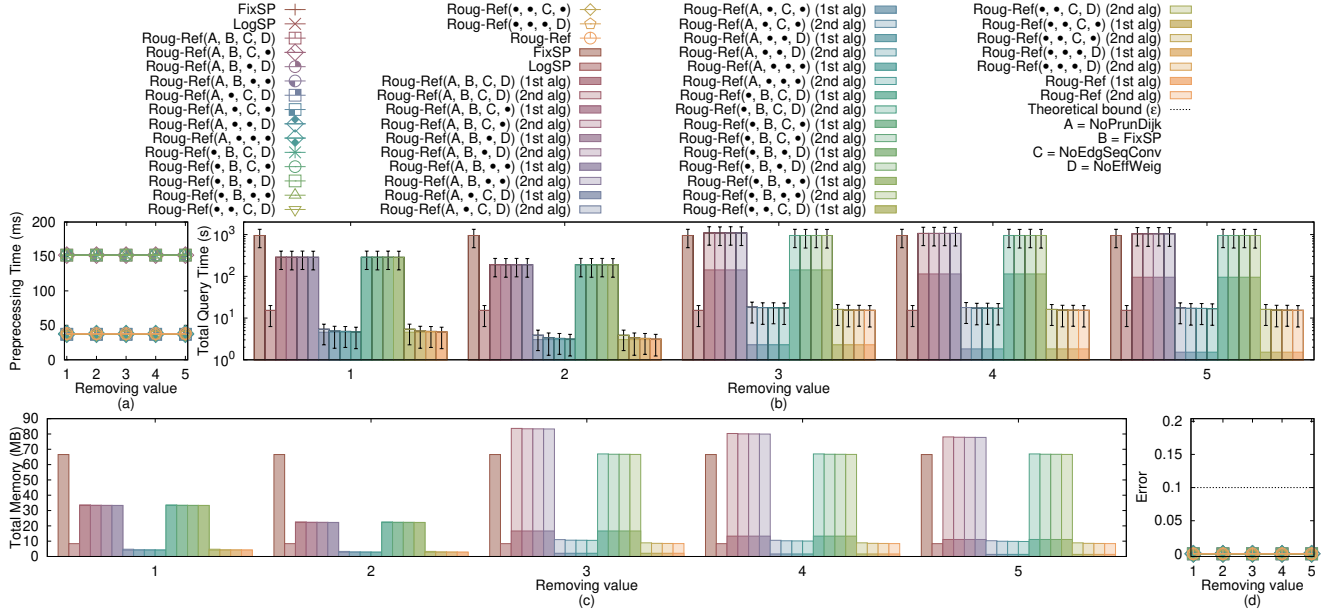 FixSP
LogSP
Roug-Ref(A, B, C, D)
Roug-Ref(A, B, C, •)
Roug-Ref(A, B, •, D)
Roug-Ref(A, B, •, •)
Roug-Ref(A, •, C, D)
Roug-Ref(A, •, C, •)
Roug-Ref(A, •, •, D)
Roug-Ref(A, •, •, •)
Roug-Ref(•, B, C, D)
Roug-Ref(•, B, C, •)
Roug-Ref(•, B, •, D)
Roug-Ref(•, B, •, •)
Roug-Ref(•, •, C, D)
Roug-Ref(•, •, C, •)
Roug-Ref(•, •, •, D)
Roug-Ref
FixSP
LogSP
Roug-Ref(A, B, C, D) (1st alg)
Roug-Ref(A, B, C, D) (2nd alg)
Roug-Ref(A, B, C, •) (1st alg)
Roug-Ref(A, B, C, •) (2nd alg)
Roug-Ref(A, B, •, D) (1st alg)
Roug-Ref(A, B, •, D) (2nd alg)
Roug-Ref(A, B, •, •) (1st alg)
Roug-Ref(A, B, •, •) (2nd alg)
Roug-Ref(A, •, C, D) (1st alg)
Roug-Ref(A, •, C, D) (2nd alg)
Roug-Ref(A, •, C, •) (1st alg)
Roug-Ref(A, •, C, •) (2nd alg)
Roug-Ref(A, •, •, D) (1st alg)
Roug-Ref(A, •, •, D) (2nd alg)
Roug-Ref(A, •, •, •) (1st alg)
Roug-Ref(A, •, •, •) (2nd alg)
Roug-Ref(•, B, C, D) (1st alg)
Roug-Ref(•, B, C, D) (2nd alg)
Roug-Ref(•, B, C, •) (1st alg)
Roug-Ref(•, B, C, •) (2nd alg)
Roug-Ref(•, B, •, D) (1st alg)
Roug-Ref(•, B, •, D) (2nd alg)
Roug-Ref(•, B, •, •) (1st alg)
Roug-Ref(•, B, •, •) (2nd alg)
Roug-Ref(•, •, C, D) (1st alg)
Roug-Ref(•, •, C, D) (2nd alg)
Roug-Ref(•, •, C, •) (1st alg)
Roug-Ref(•, •, C, •) (2nd alg)
Roug-Ref(•, •, •, D) (1st alg)
Roug-Ref(•, •, •, D) (2nd alg)
Roug-Ref (1st alg)
Roug-Ref (2nd alg)
Theoretical bound (ε)
A = NoPrunDijk
B = FixSP
C = NoEdgSeqConv
D = NoEffWeig
Preprecessing Time (ms)
200
150
100
50
0
1 2 3 4 5
Removing value
(a)
Total Query Time (s)
10³
10²
10¹
10⁰
1 2 3 4 5
Removing value
(b)
Total Memory (MB)
90
80
70
60
50
40
30
20
10
0
1 2 3 4 5
Removing value
(c)
Error
0.2
0.15
0.1
0.05
0
1 2 3 4 5
Removing value
(d)